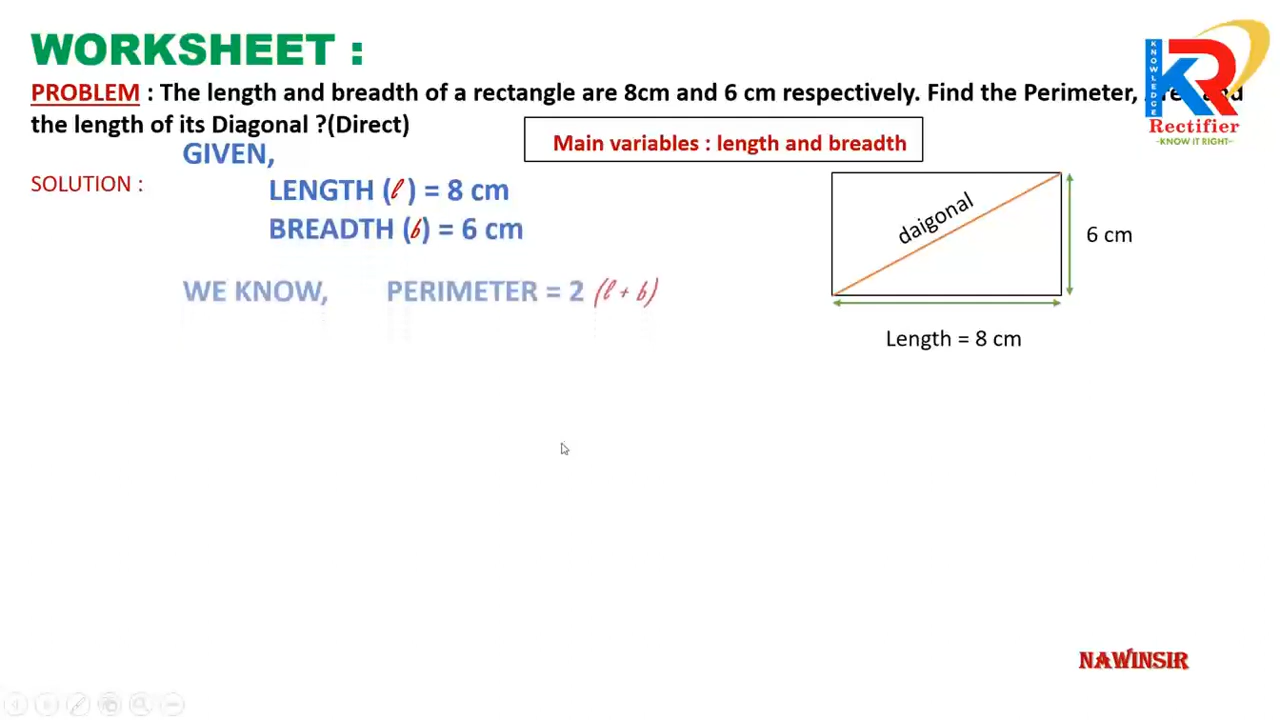 WORKSHEET :
PROBLEM : The length and breadth of a rectangle are 8cm and 6 cm respectively. Find the Perimeter,
the length of its Diagonal ?(Direct)
KNOWLEDGE
KR
Rectifier
-KNOW IT RIGHT-
Main variables : length and breadth
GIVEN,
SOLUTION :
LENGTH (l) = 8 cm
BREADTH (b) = 6 cm
WE KNOW, PERIMETER = 2 (l + b)
daigonal
6 cm
Length = 8 cm
NAWINSIR